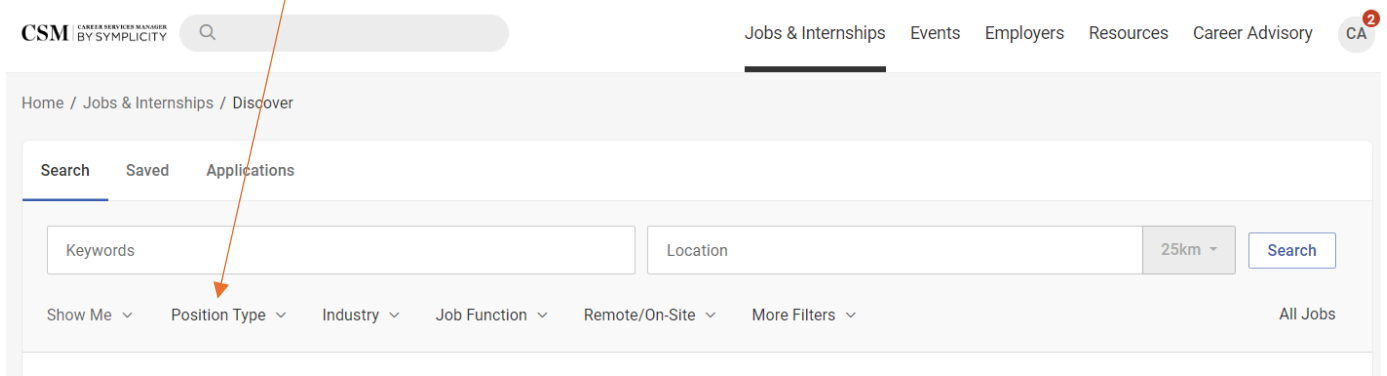 CSM CAREER SERVICES MANAGER BY SYMPLICITY
Jobs & Internships Events Employers Resources Career Advisory CA 2
Home / Jobs & Internships / Discover
Search Saved Applications
Keywords Location 25km Search
Show Me Position Type Industry Job Function Remote/On-Site More Filters All Jobs